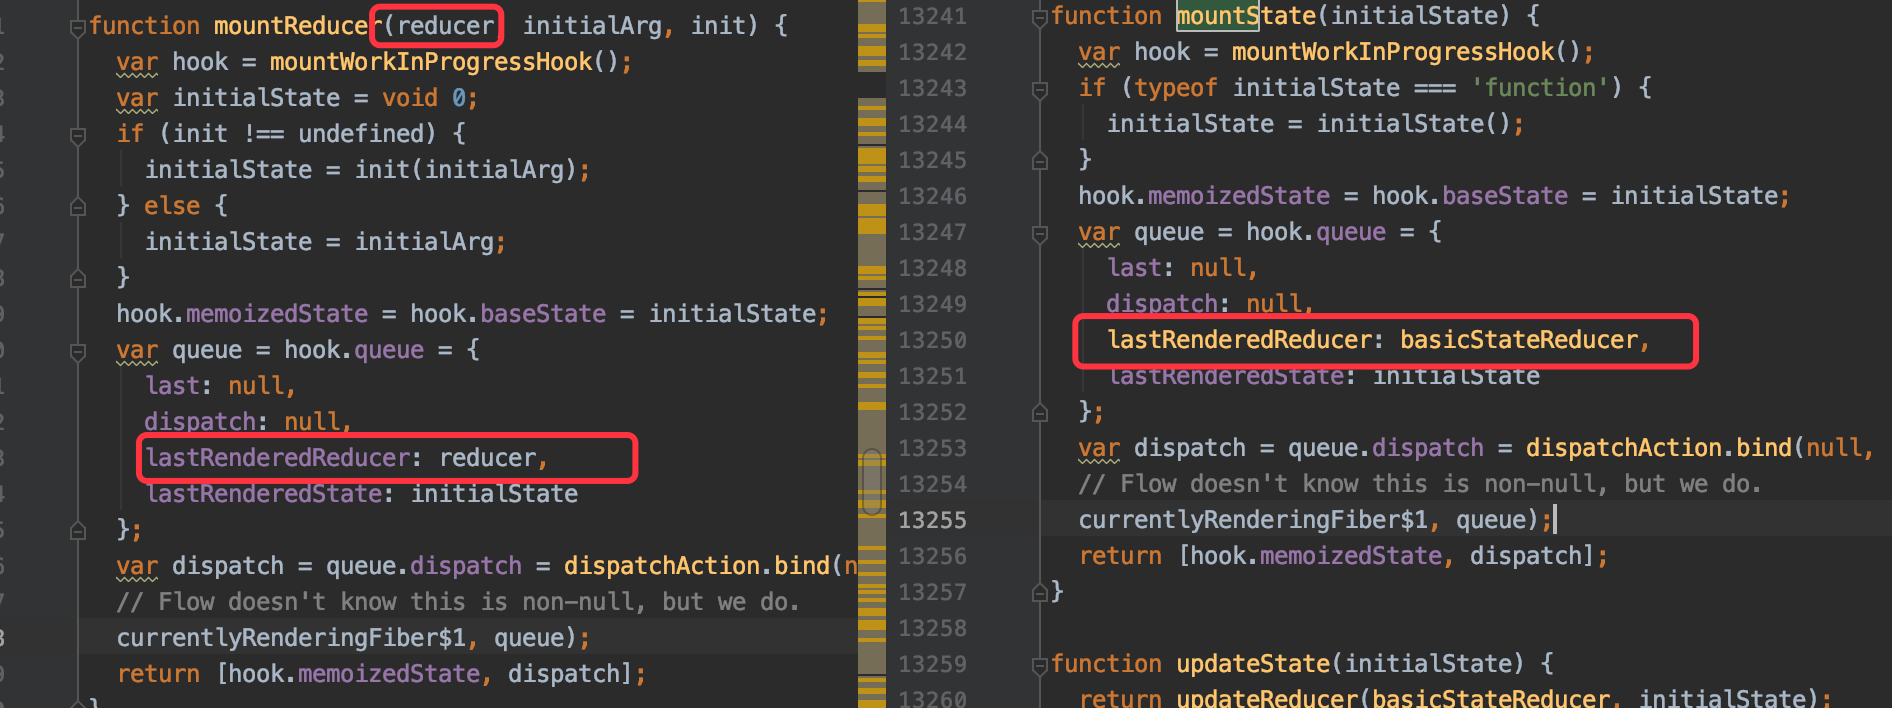 function mountReducer(reducer, initialArg, init) {
  var hook = mountWorkInProgressHook();
  var initialState = void 0;
  if (init !== undefined) {
    initialState = init(initialArg);
  } else {
    initialState = initialArg;
  }
  hook.memoizedState = hook.baseState = initialState;
  var queue = hook.queue = {
    last: null,
    dispatch: null,
    lastRenderedReducer: reducer,
    lastRenderedState: initialState
  };
  var dispatch = queue.dispatch = dispatchAction.bind(n
  // Flow doesn't know this is non-null, but we do.
  currentlyRenderingFiber$1, queue);
  return [hook.memoizedState, dispatch];
}
13241 function mountState(initialState) {
13242   var hook = mountWorkInProgressHook();
13243   if (typeof initialState === 'function') {
13244     initialState = initialState();
13245   }
13246   hook.memoizedState = hook.baseState = initialState;
13247   var queue = hook.queue = {
13248     last: null,
13249     dispatch: null,
13250     lastRenderedReducer: basicStateReducer,
13251     lastRenderedState: initialState
13252   };
13253   var dispatch = queue.dispatch = dispatchAction.bind(null,
13254   // Flow doesn't know this is non-null, but we do.
13255   currentlyRenderingFiber$1, queue);
13256   return [hook.memoizedState, dispatch];
13257 }
13258
13259 function updateState(initialState) {
13260   return updateReducer(basicStateReducer, initialState);